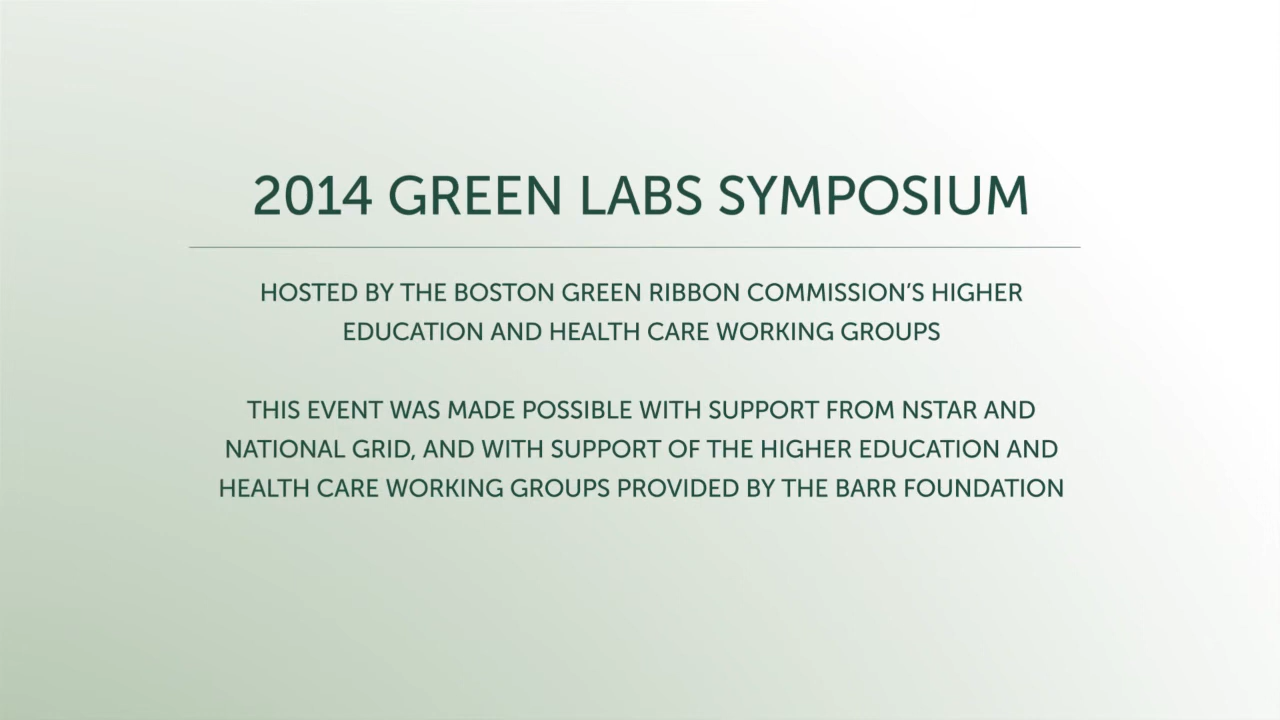 2014 GREEN LABS SYMPOSIUM
HOSTED BY THE BOSTON GREEN RIBBON COMMISSION’S HIGHER
EDUCATION AND HEALTH CARE WORKING GROUPS
THIS EVENT WAS MADE POSSIBLE WITH SUPPORT FROM NSTAR AND
NATIONAL GRID, AND WITH SUPPORT OF THE HIGHER EDUCATION AND
HEALTH CARE WORKING GROUPS PROVIDED BY THE BARR FOUNDATION